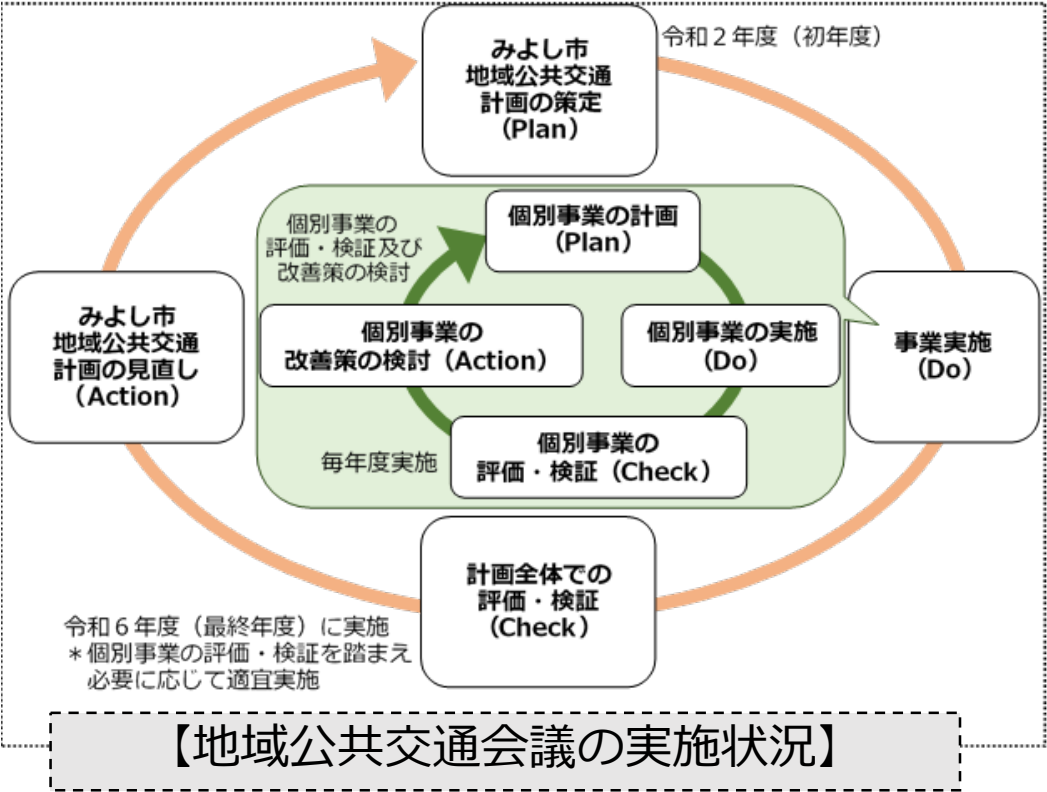 みよし市
地域公共交通
計画の策定
（Plan）
令和２年度（初年度）
個別事業の
評価・検証及び
改善策の検討
個別事業の計画
（Plan）
みよし市
地域公共交通
計画の見直し
（Action）
個別事業の
改善策の検討（Action）
個別事業の実施
（Do）
事業実施
（Do）
毎年度実施
個別事業の
評価・検証（Check）
計画全体での
評価・検証
（Check）
令和６年度（最終年度）に実施
＊個別事業の評価・検証を踏まえ
必要に応じて適宜実施
【地域公共交通会議の実施状況】